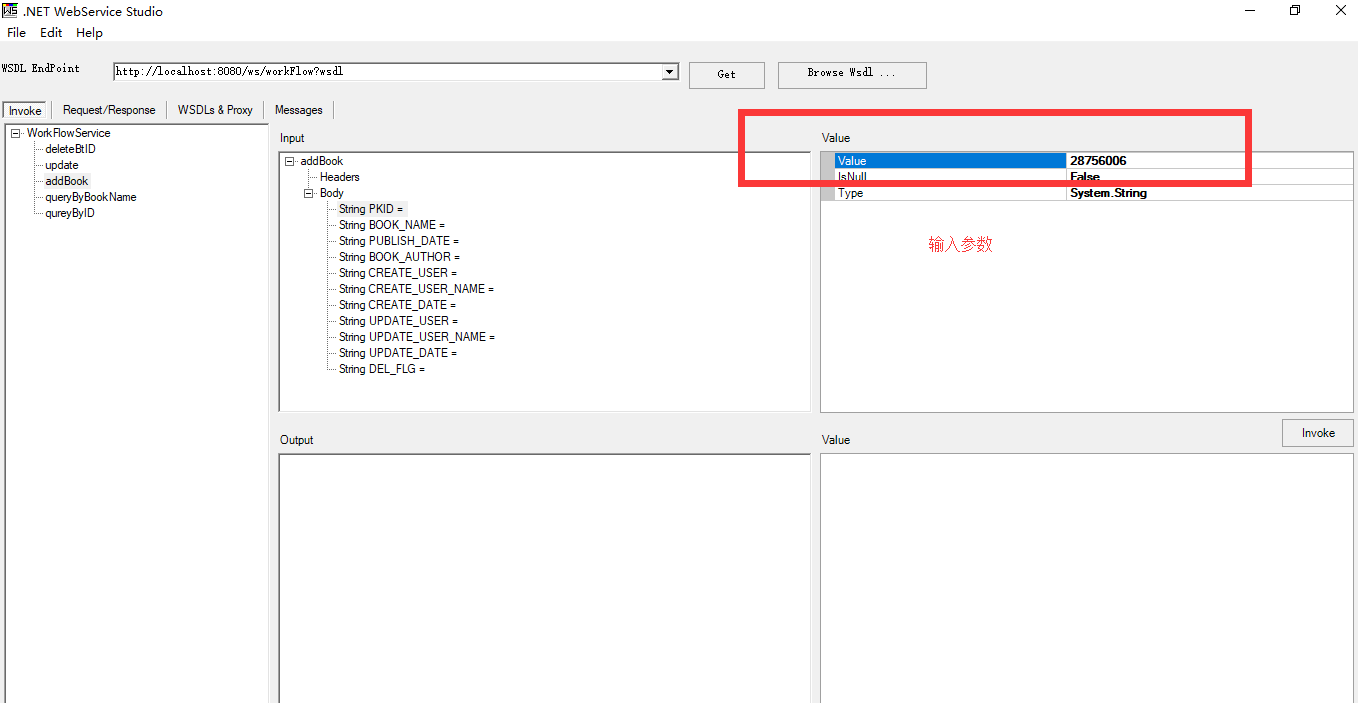 .NET WebService Studio
File Edit Help
WSDL EndPoint http://localhost:8080/ws/workFlow?wsdl Get Browse Wsdl ...
Invoke Request/Response WSDLs & Proxy Messages
WorkFlowService
deleteBtID
update
addBook
queryByBookName
qureyByID
Input
addBook
Headers
Body
String PKID =
String BOOK_NAME =
String PUBLISH_DATE =
String BOOK_AUTHOR =
String CREATE_USER =
String CREATE_USER_NAME =
String CREATE_DATE =
String UPDATE_USER =
String UPDATE_USER_NAME =
String UPDATE_DATE =
String DEL_FLG =
Value
Value 28756006
IsNull False
Type System.String
输入参数
Invoke
Output
Value